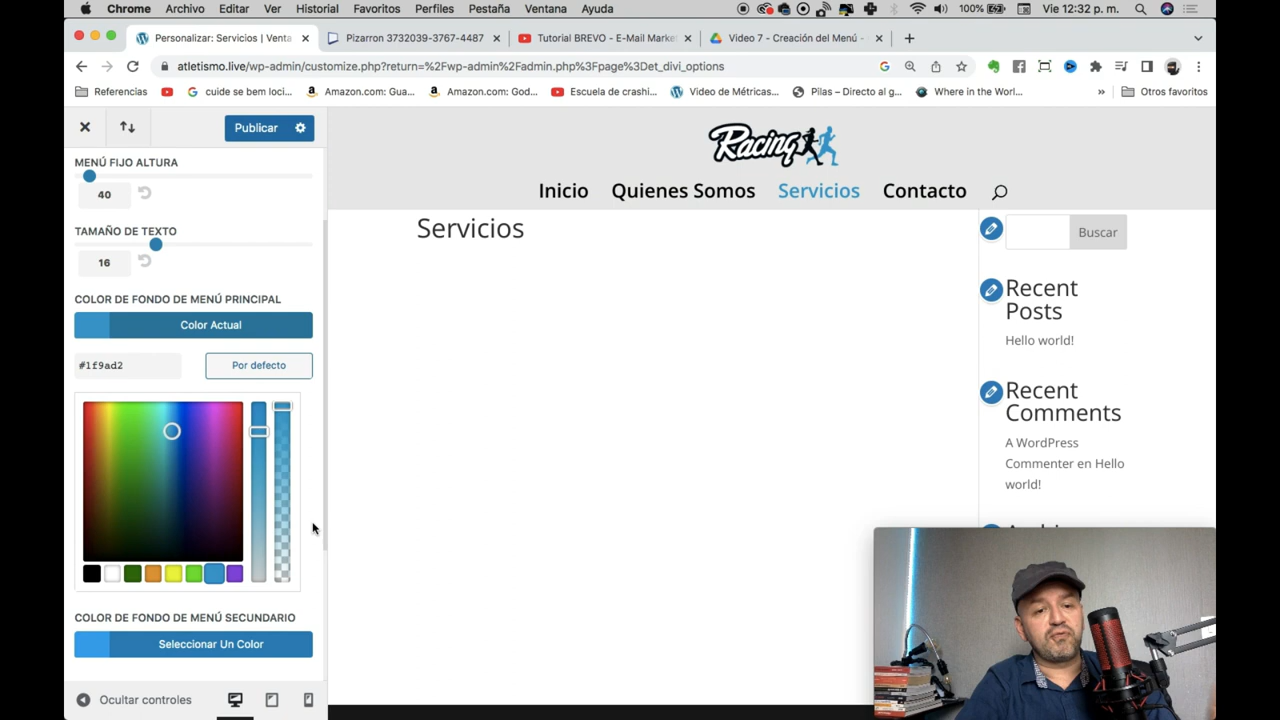 Chrome Archivo Editar Ver Historial Favoritos Perfiles Pestaña Ventana Ayuda 100% Vie 12:32 p. m.
Personalizar: Servicios | Venta Pizarron 3732039-3767-4487 Tutorial BREVO - E-Mail Marke Video 7 - Creación del Menú -
atletismo.live/wp-admin/customize.php?return=%2Fwp-admin%2Fadmin.php%3Fpage%3Det_divi_options
Referencias cuide se bem loci... Amazon.com: Gua... Amazon.com: God... Escuela de crashi... Video de Métricas... Pilas – Directo al g... Where in the Worl... » Otros favoritos
Publicar
MENÚ FIJO ALTURA
40
TAMAÑO DE TEXTO
16
COLOR DE FONDO DE MENÚ PRINCIPAL
Color Actual
#1f9ad2 Por defecto
COLOR DE FONDO DE MENÚ SECUNDARIO
Seleccionar Un Color
Ocultar controles
Racing
Inicio Quienes Somos Servicios Contacto
Servicios
Buscar
Recent
Posts
Hello world!
Recent
Comments
A WordPress
Commenter en Hello
world!